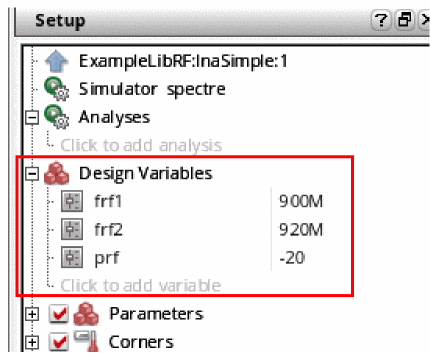 Setup
ExampleLibRF:lnaSimple:1
Simulator spectre
Analyses
Click to add analysis
Design Variables
frf1 900M
frf2 920M
prf -20
Click to add variable
Parameters
Corners